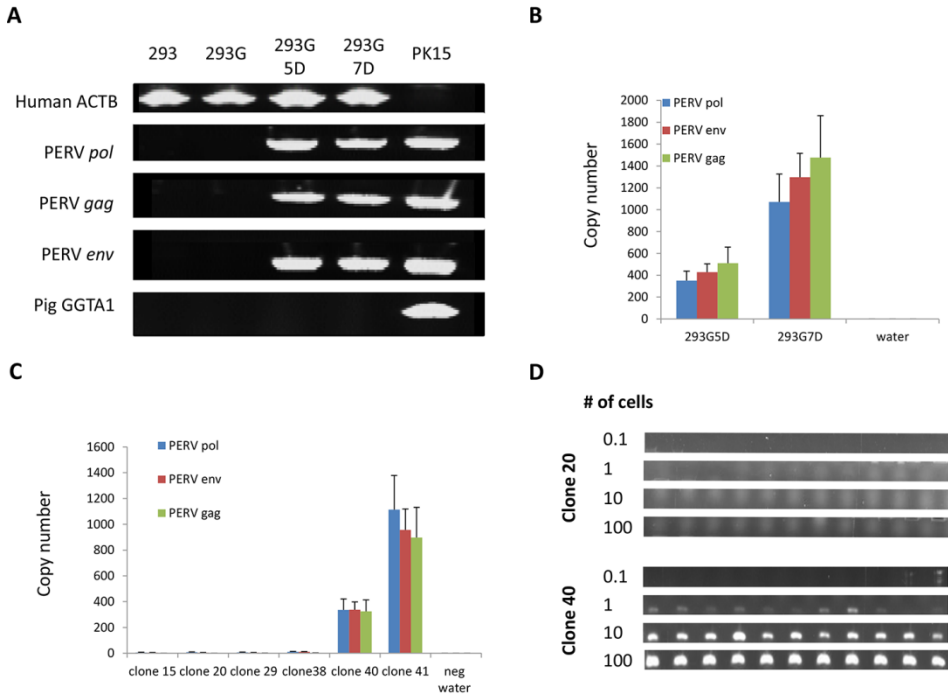 A
293 293G 293G 5D 293G 7D PK15
Human ACTB
PERV pol
PERV gag
PERV env
Pig GGTA1
B
Copy number
2000
1800
1600
1400
1200
1000
800
600
400
200
0
PERV pol
PERV env
PERV gag
293G5D 293G7D water
C
Copy number
1600
1400
1200
1000
800
600
400
200
0
PERV pol
PERV env
PERV gag
clone 15 clone 20 clone 29 clone38 clone 40 clone 41 neg water
D
# of cells
Clone 20
0.1
1
10
100
Clone 40
0.1
1
10
100